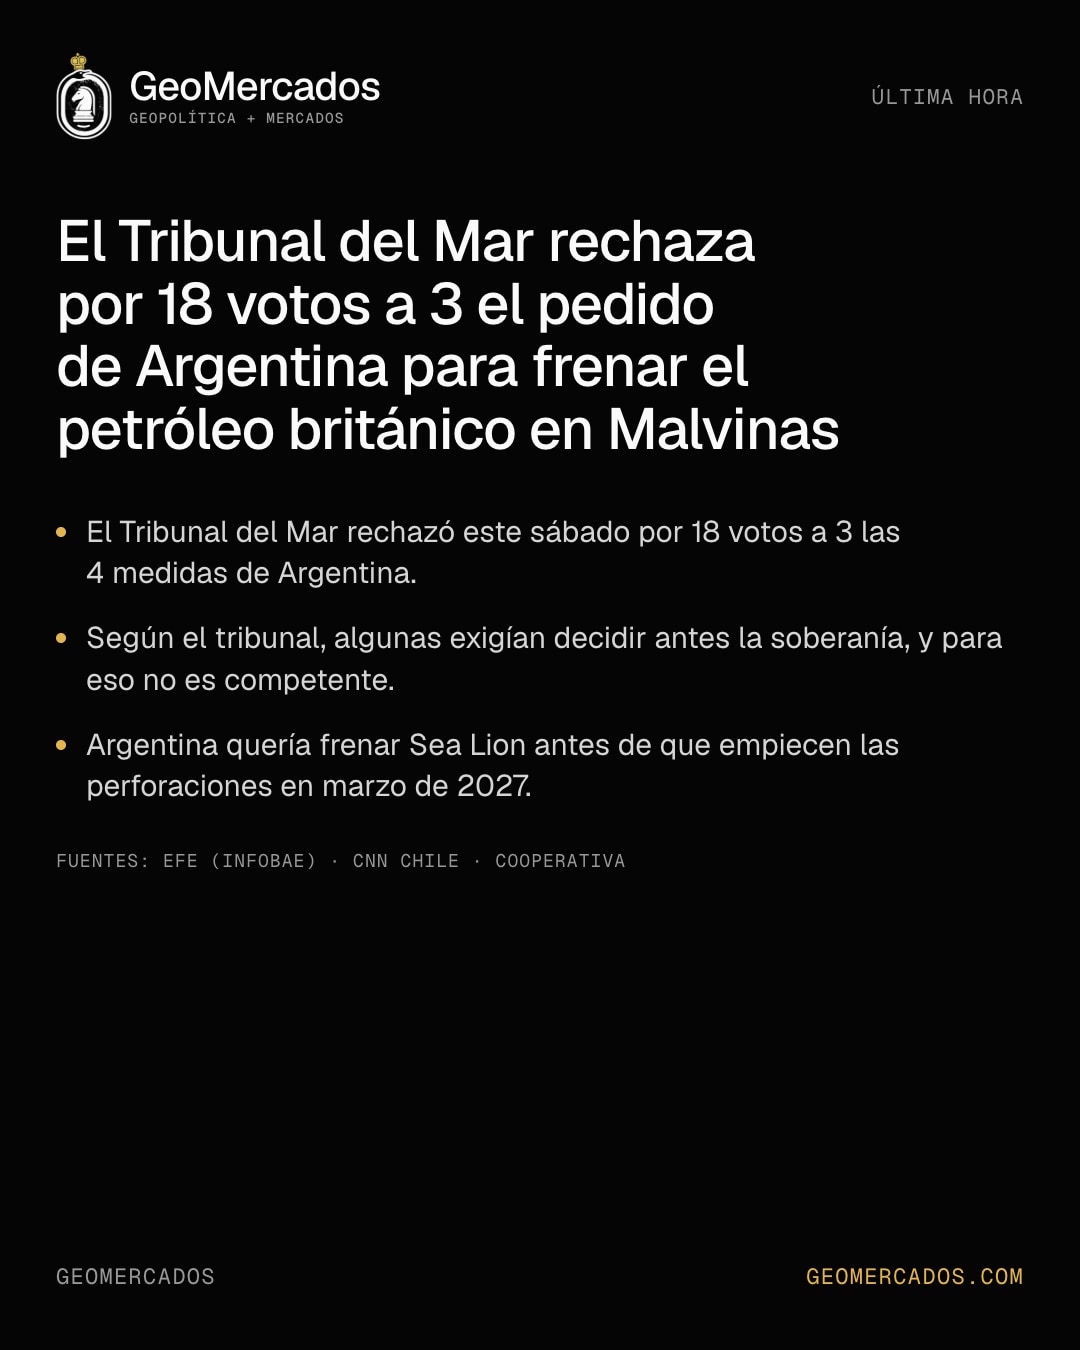 GeoMercados
GEOPOLÍTICA + MERCADOS
ÚLTIMA HORA
El Tribunal del Mar rechaza
por 18 votos a 3 el pedido
de Argentina para frenar el
petróleo británico en Malvinas
• El Tribunal del Mar rechazó este sábado por 18 votos a 3 las
4 medidas de Argentina.
• Según el tribunal, algunas exigían decidir antes la soberanía, y para
eso no es competente.
• Argentina quería frenar Sea Lion antes de que empiecen las
perforaciones en marzo de 2027.
FUENTES: EFE (INFOBAE) · CNN CHILE · COOPERATIVA
GEOMERCADOS
GEOMERCADOS.COM